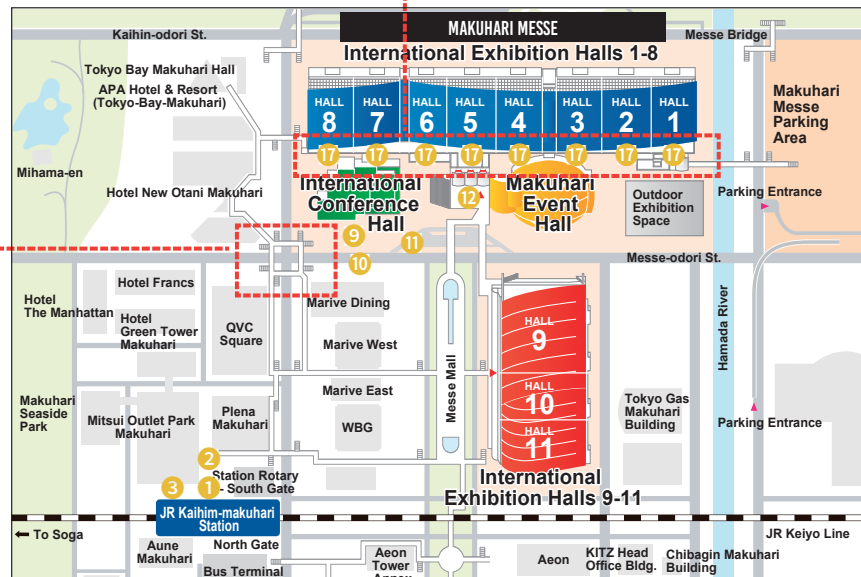 MAKUHARI MESSE
Kaihin-odori St.
Messe Bridge
International Exhibition Halls 1-8
Tokyo Bay Makuhari Hall
APA Hotel & Resort
(Tokyo-Bay-Makuhari)
HALL
8
HALL
7
HALL
6
HALL
5
HALL
4
HALL
3
HALL
2
HALL
1
Makuhari
Messe
Parking
Area
17
17
17
17
17
17
17
17
Mihama-en
Hotel New Otani Makuhari
International
Conference
Hall
12
Makuhari
Event
Hall
Outdoor
Exhibition
Space
Parking Entrance
9
10
11
Messe-odori St.
Hotel
The Manhattan
Hotel Francs
Hotel
Green Tower
Makuhari
QVC
Square
Marive Dining
Marive West
Marive East
WBG
Messe Mall
HALL
9
HALL
10
HALL
11
Hamada River
Makuhari
Seaside
Park
Mitsui Outlet Park
Makuhari
Plena
Makuhari
Tokyo Gas
Makuhari
Building
Parking Entrance
2
3
1
Station Rotary
- South Gate
International
Exhibition Halls 9-11
JR Kaihim-makuhari
Station
To Soga
JR Keiyo Line
North Gate
Aune
Makuhari
Bus Terminal
Aeon
Tower
Annex
Aeon
KITZ Head
Office Bldg.
Chibagin Makuhari
Building